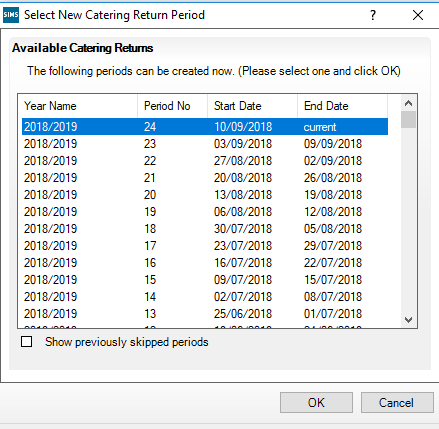 SIMS Select New Catering Return Period ?
Available Catering Returns
The following periods can be created now. (Please select one and click OK)
Year Name Period No Start Date End Date
2018/2019 24 10/09/2018 current
2018/2019 23 03/09/2018 09/09/2018
2018/2019 22 27/08/2018 02/09/2018
2018/2019 21 20/08/2018 26/08/2018
2018/2019 20 13/08/2018 19/08/2018
2018/2019 19 06/08/2018 12/08/2018
2018/2019 18 30/07/2018 05/08/2018
2018/2019 17 23/07/2018 29/07/2018
2018/2019 16 16/07/2018 22/07/2018
2018/2019 15 09/07/2018 15/07/2018
2018/2019 14 02/07/2018 08/07/2018
2018/2019 13 25/06/2018 01/07/2018
Show previously skipped periods
OK Cancel